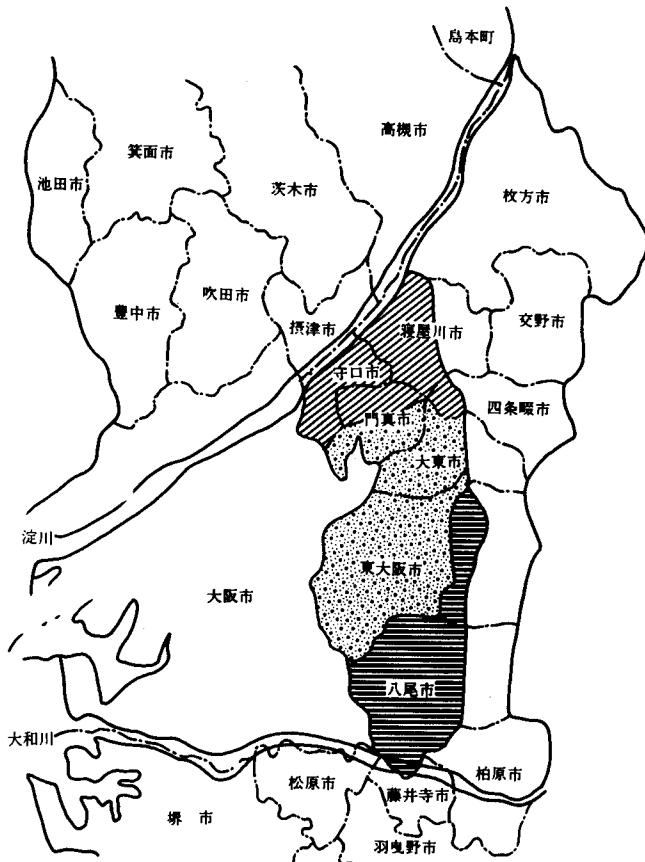 島本町
高槻市
箕面市
池田市
茨木市
枚方市
吹田市
豊中市
摂津市
寝屋川市
交野市
守口市
四条畷市
門真市
大東市
淀川
東大阪市
大阪市
八尾市
大和川
柏原市
松原市
藤井寺市
堺市
羽曳野市